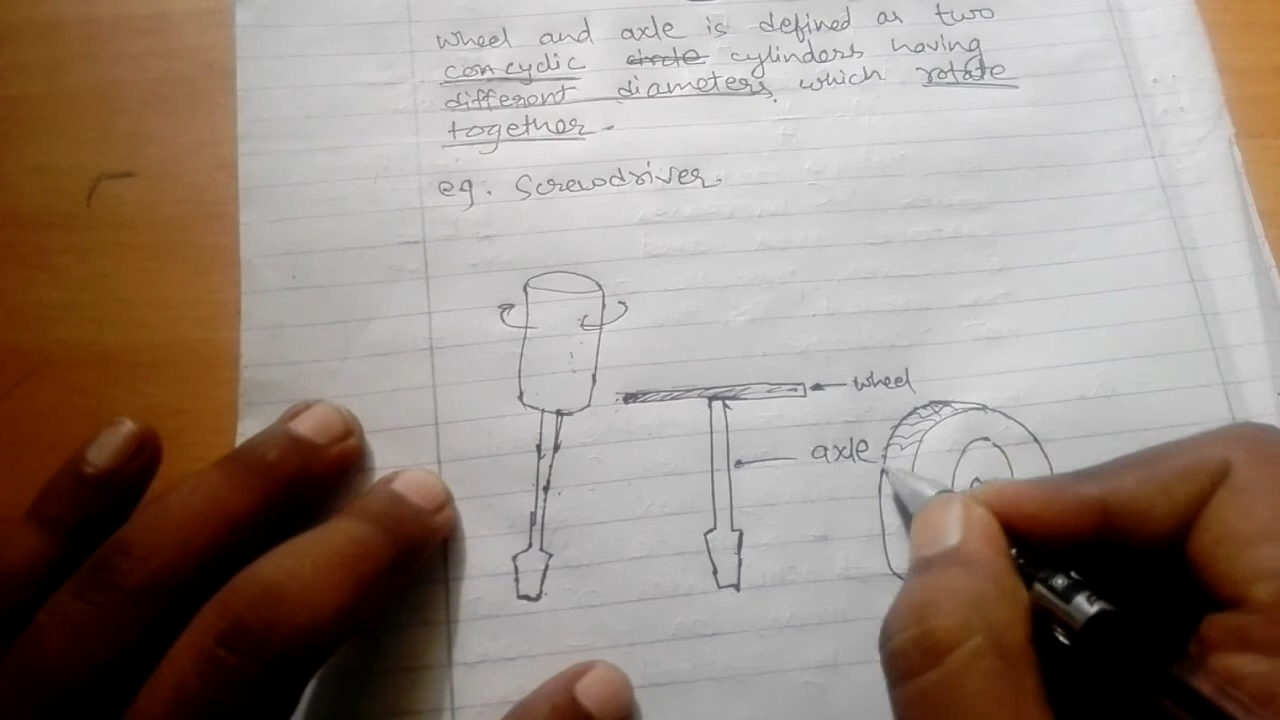 wheel and axle is defined as two
concyclic circle cylinders having
different diameters, which rotate
together.
eg. Screwdriver.
wheel
axle